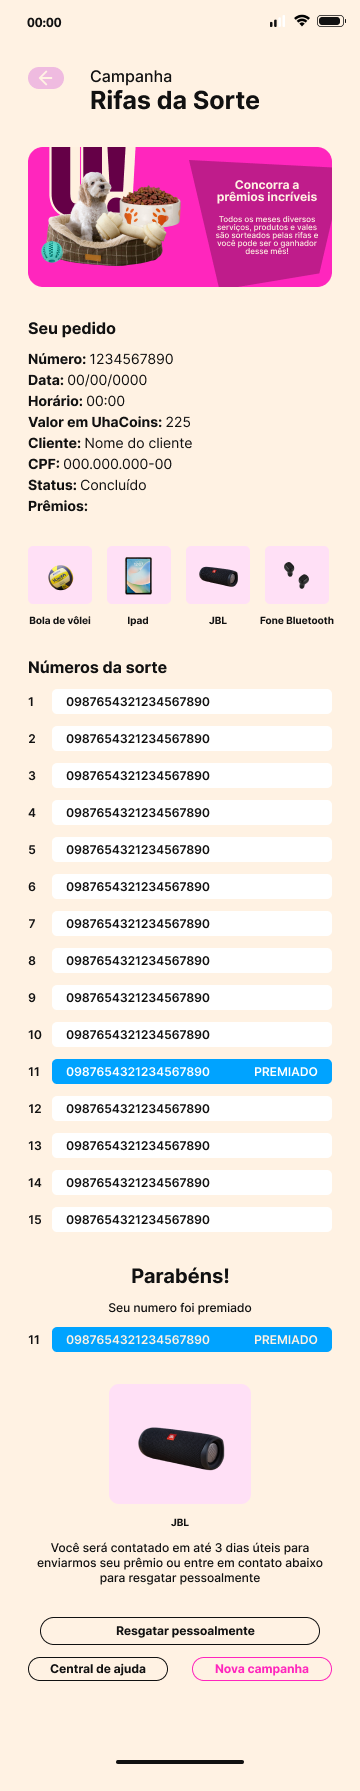 00:00
Campanha
Rifas da Sorte
U!
Concorra a
prêmios incríveis
Todos os meses diversos
serviços, produtos e vales
são sorteados pelas rifas e
você pode ser o ganhador
desse mês!
Seu pedido
Número: 1234567890
Data: 00/00/0000
Horário: 00:00
Valor em UhaCoins: 225
Cliente: Nome do cliente
CPF: 000.000.000-00
Status: Concluído
Prêmios:
Bola de vôlei
Ipad
JBL
Fone Bluetooth
Números da sorte
1 0987654321234567890
2 0987654321234567890
3 0987654321234567890
4 0987654321234567890
5 0987654321234567890
6 0987654321234567890
7 0987654321234567890
8 0987654321234567890
9 0987654321234567890
10 0987654321234567890
11 0987654321234567890 PREMIADO
12 0987654321234567890
13 0987654321234567890
14 0987654321234567890
15 0987654321234567890
Parabéns!
Seu numero foi premiado
11 0987654321234567890 PREMIADO
JBL
Você será contatado em até 3 dias úteis para
enviarmos seu prêmio ou entre em contato abaixo
para resgatar pessoalmente
Resgatar pessoalmente
Central de ajuda
Nova campanha